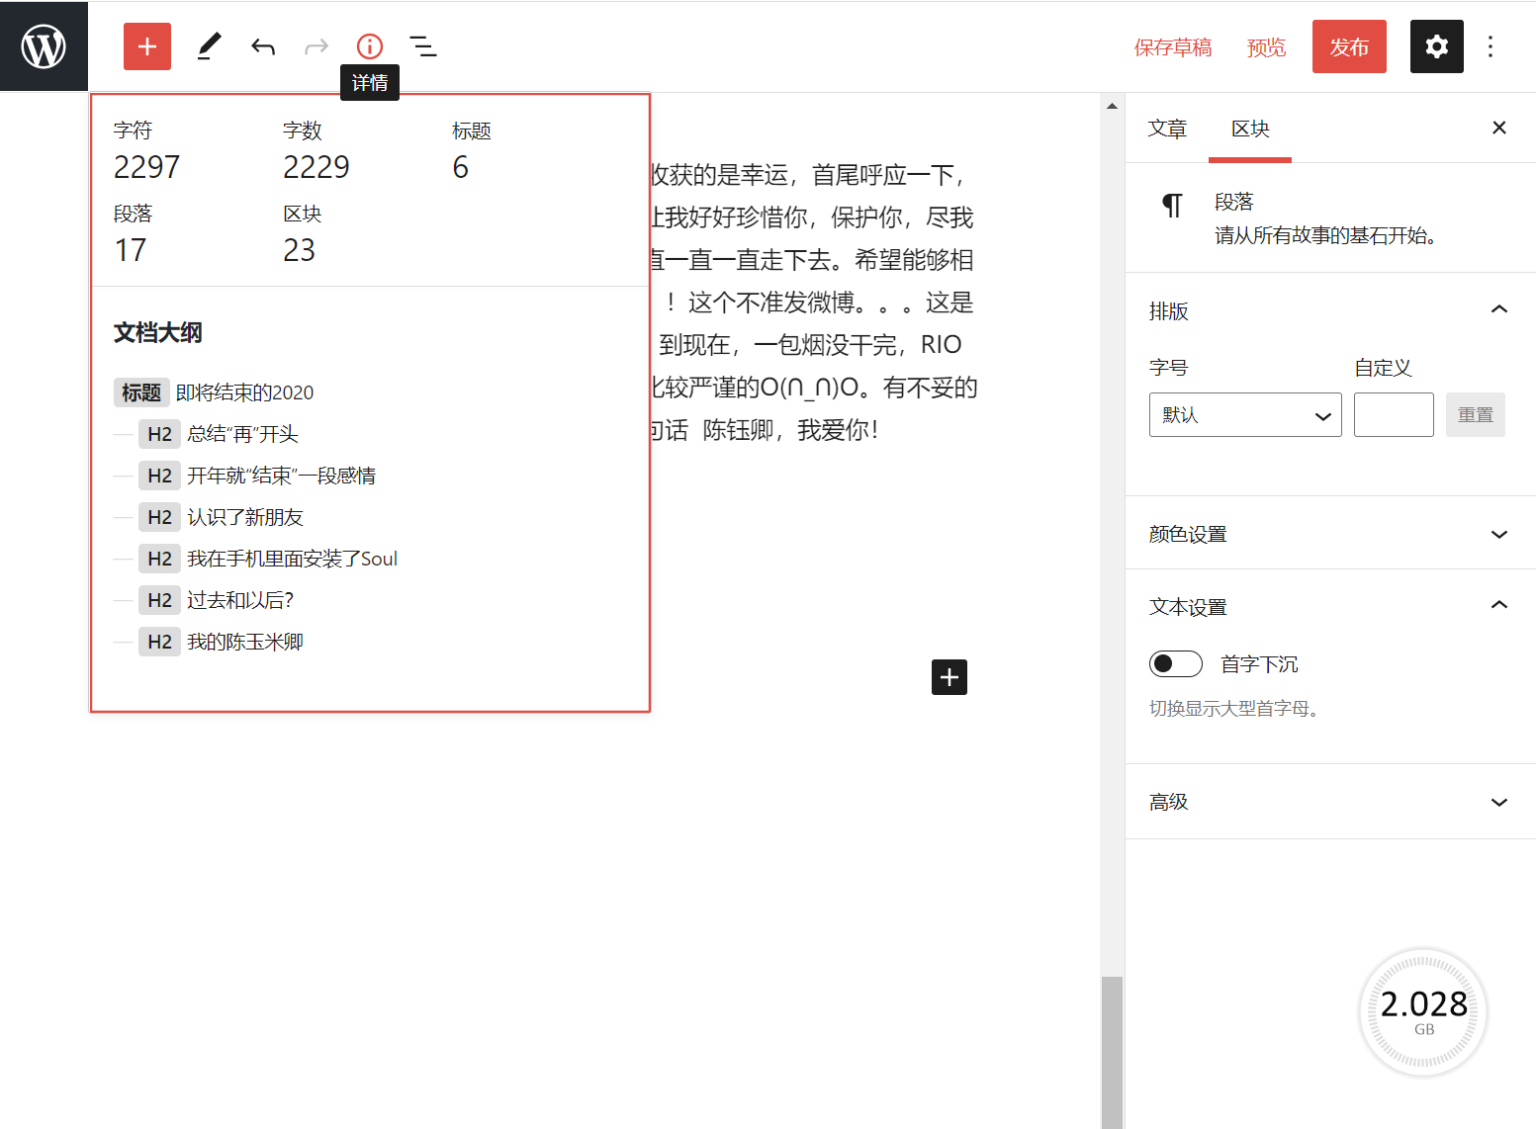 详情
保存草稿
预览
发布
字符
字数
标题
2297
2229
6
段落
区块
17
23
文档大纲
标题 即将结束的2020
H2 总结“再”开头
H2 开年就“结束”一段感情
H2 认识了新朋友
H2 我在手机里面安装了Soul
H2 过去和以后?
H2 我的陈玉米卿
获的是幸运，首尾呼应一下，
我好好珍惜你，保护你，尽我
一直一直走下去。希望能够相
！这个不准发微博。。。这是
到现在，一包烟没干完，RIO
较严谨的O(∩_∩)O。有不妥的
话 陈钰卿，我爱你！
文章
区块
段落
请从所有故事的基石开始。
排版
字号
自定义
默认
重置
颜色设置
文本设置
首字下沉
切换显示大型首字母。
高级
2.028
GB